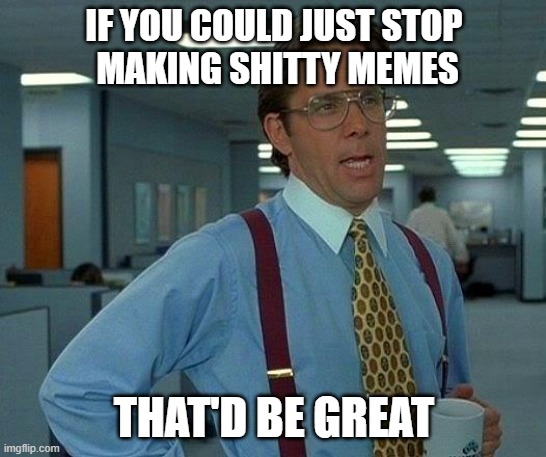 IF YOU COULD JUST STOP
MAKING SHITTY MEMES
THAT'D BE GREAT
imgflip.com